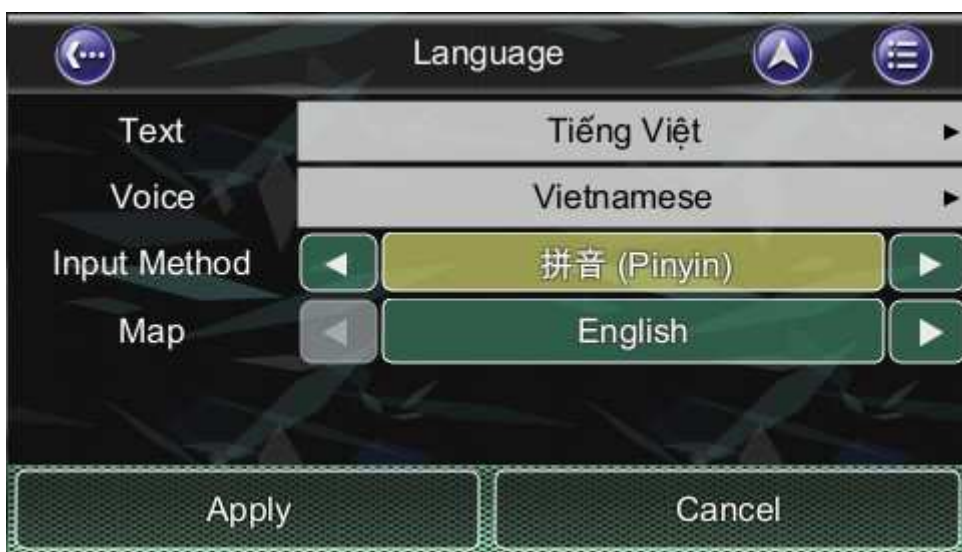 Language
Text Tiếng Việt
Voice Vietnamese
Input Method 拼音 (Pinyin)
Map English
Apply Cancel